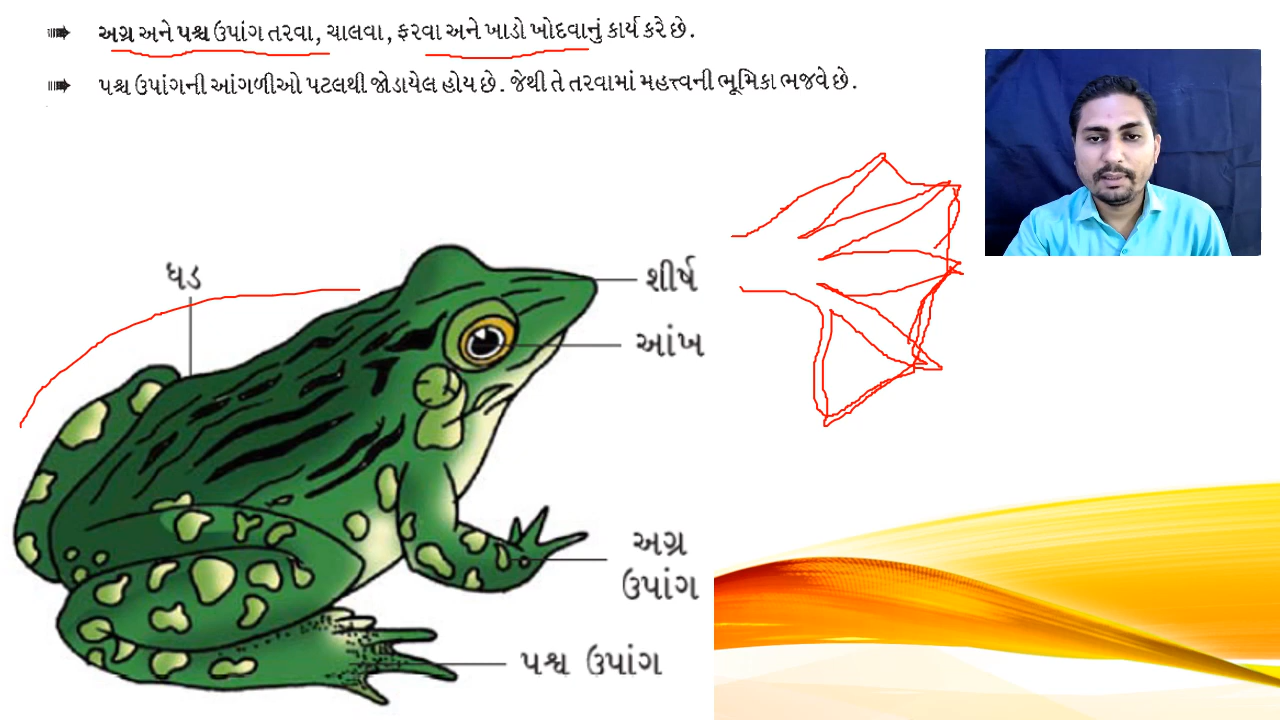 અગ્ર અને પશ્ચ ઉપાંગ તરવા, ચાલવા, ફરવા અને ખાડો ખોદવાનું કાર્ય કરે છે.
પશ્ચ ઉપાંગની આંગળીઓ પટલથી જોડાયેલ હોય છે. જેથી તે તરવામાં મહત્ત્વની ભૂમિકા ભજવે છે.
ધડ
શીર્ષ
આંખ
અગ્ર
ઉપાંગ
પશ્વ ઉપાંગ